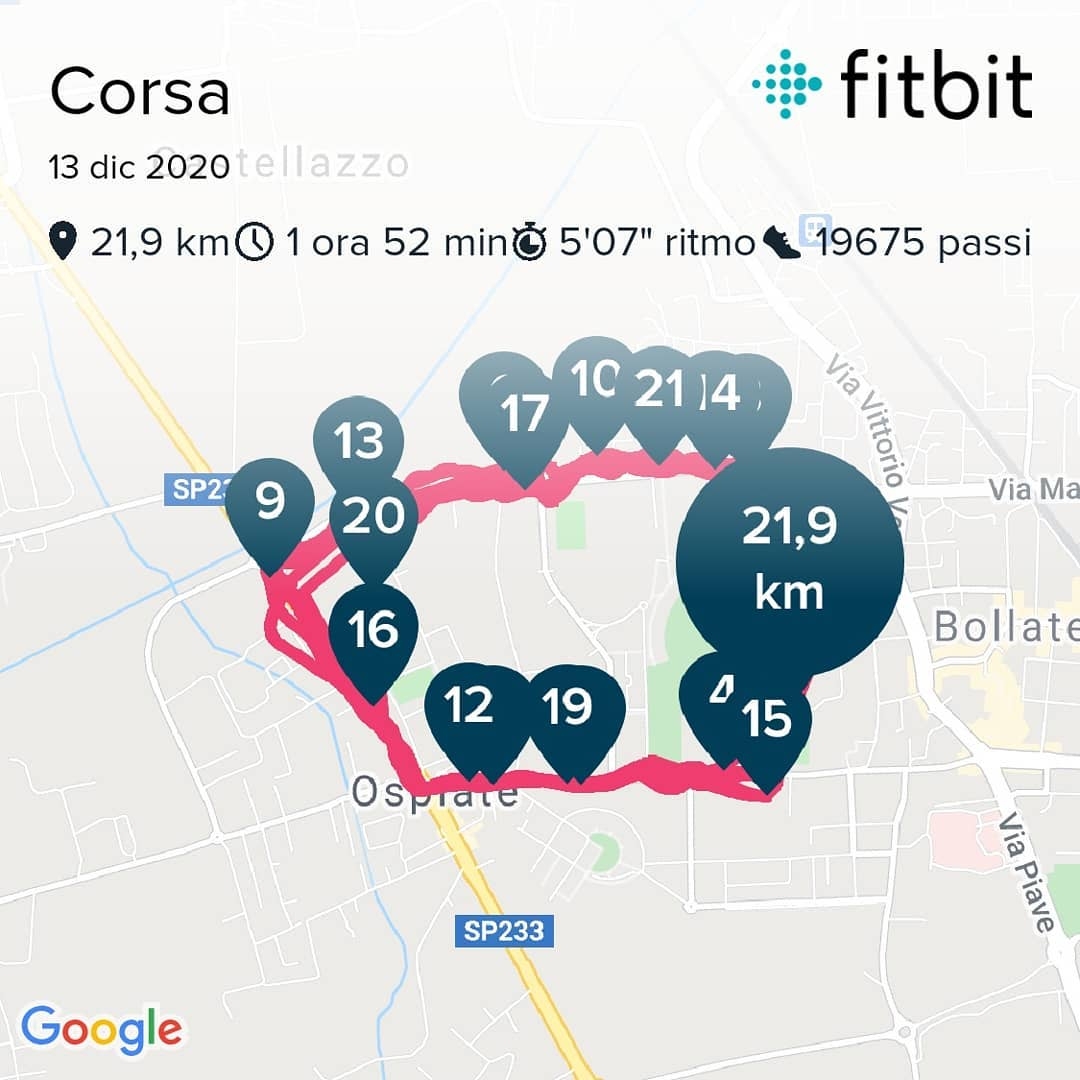 Corsa
fitbit
13 dic 2020
21,9 km 1 ora 52 min 5'07" ritmo 19675 passi
Via Vittorio
13
17
10
21
14
SP23
9
20
Via Ma
21,9
km
16
Bollate
12
19
4
15
Ospiate
Via Piave
SP233
Google